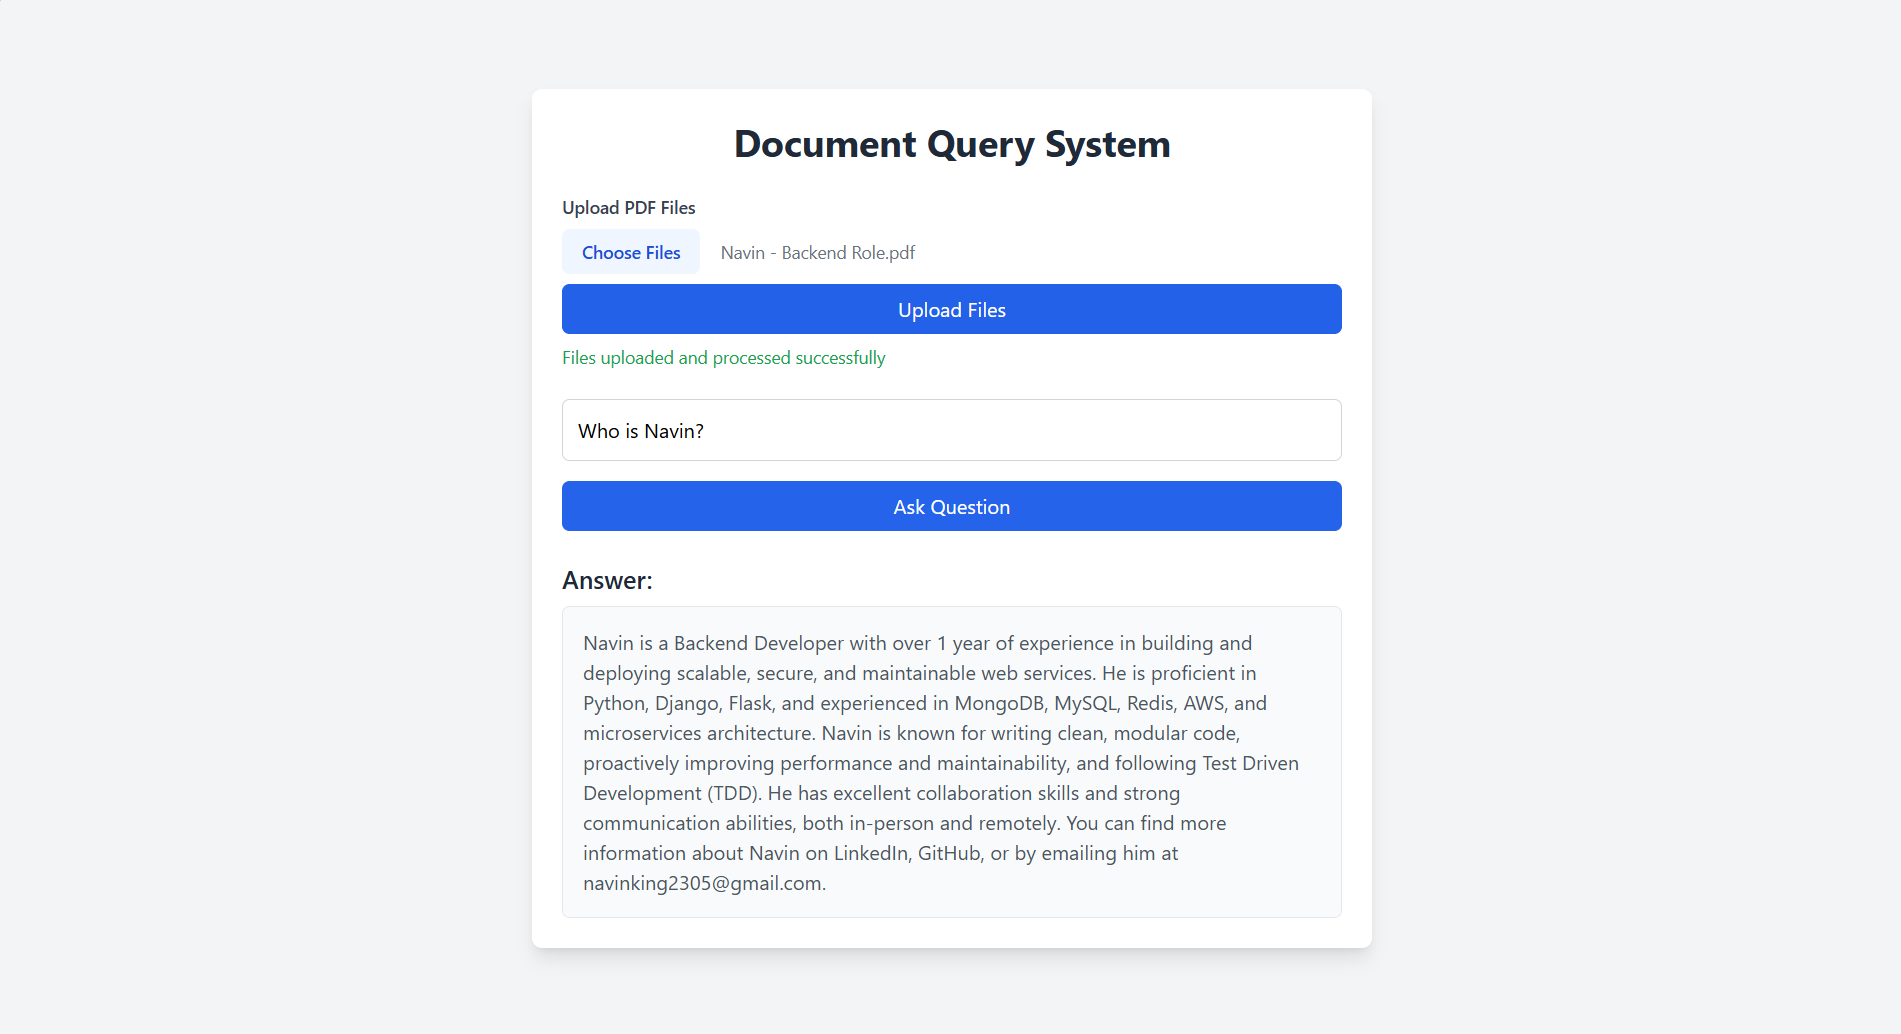 Document Query System
Upload PDF Files
Choose Files Navin - Backend Role.pdf
Upload Files
Files uploaded and processed successfully
Who is Navin?
Ask Question
Answer:
Navin is a Backend Developer with over 1 year of experience in building and
deploying scalable, secure, and maintainable web services. He is proficient in
Python, Django, Flask, and experienced in MongoDB, MySQL, Redis, AWS, and
microservices architecture. Navin is known for writing clean, modular code,
proactively improving performance and maintainability, and following Test Driven
Development (TDD). He has excellent collaboration skills and strong
communication abilities, both in-person and remotely. You can find more
information about Navin on LinkedIn, GitHub, or by emailing him at
navinking2305@gmail.com.